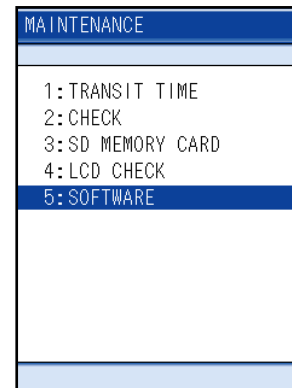 MAINTENANCE
1:TRANSIT TIME
2:CHECK
3:SD MEMORY CARD
4:LCD CHECK
5:SOFTWARE